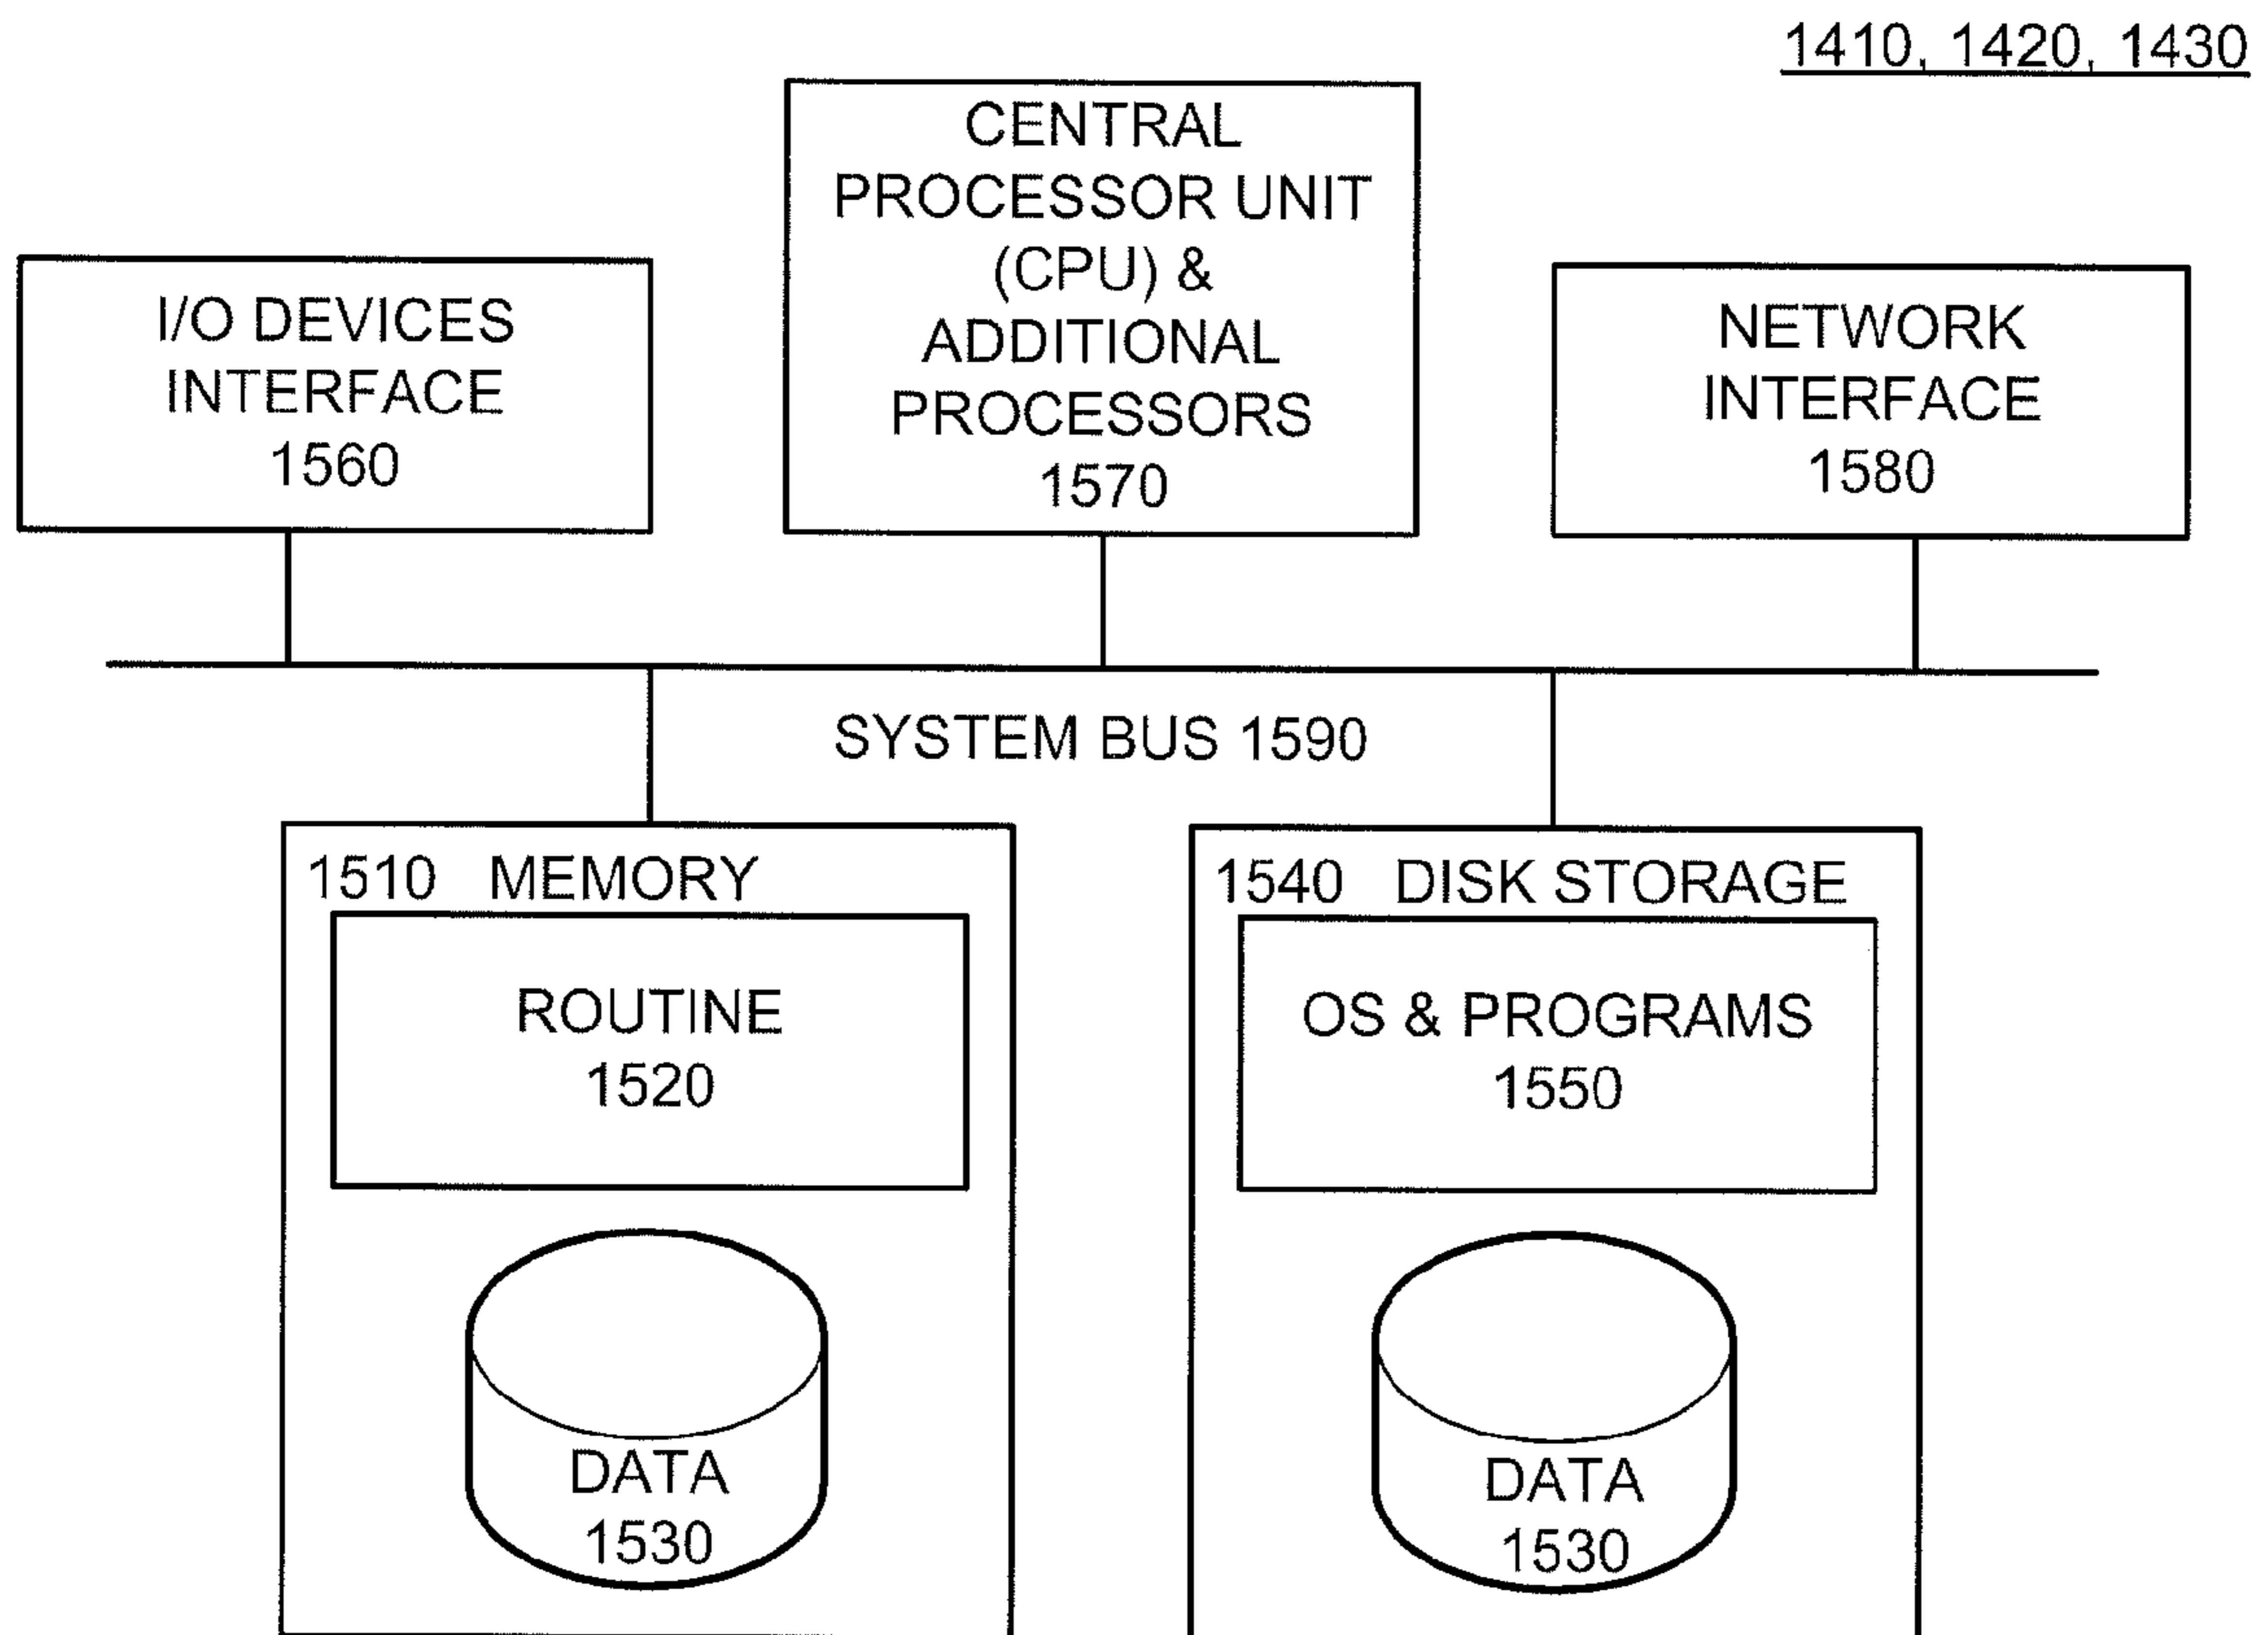 1410, 1420, 1430
CENTRAL
PROCESSOR UNIT
(CPU) &
ADDITIONAL
PROCESSORS
1570
I/O DEVICES
INTERFACE
1560
NETWORK
INTERFACE
1580
SYSTEM BUS 1590
1510 MEMORY
ROUTINE
1520
DATA
1530
1540 DISK STORAGE
OS & PROGRAMS
1550
DATA
1530